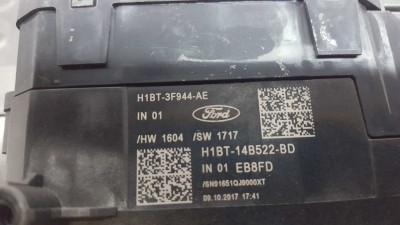 H1BT-3F944-AE
IN 01
Ford
/HW 1604 /SW 1717
H1BT-14B522-BD
IN 01 EB8FD
/SN91651QJ9000XT
09.10.2017 17:41